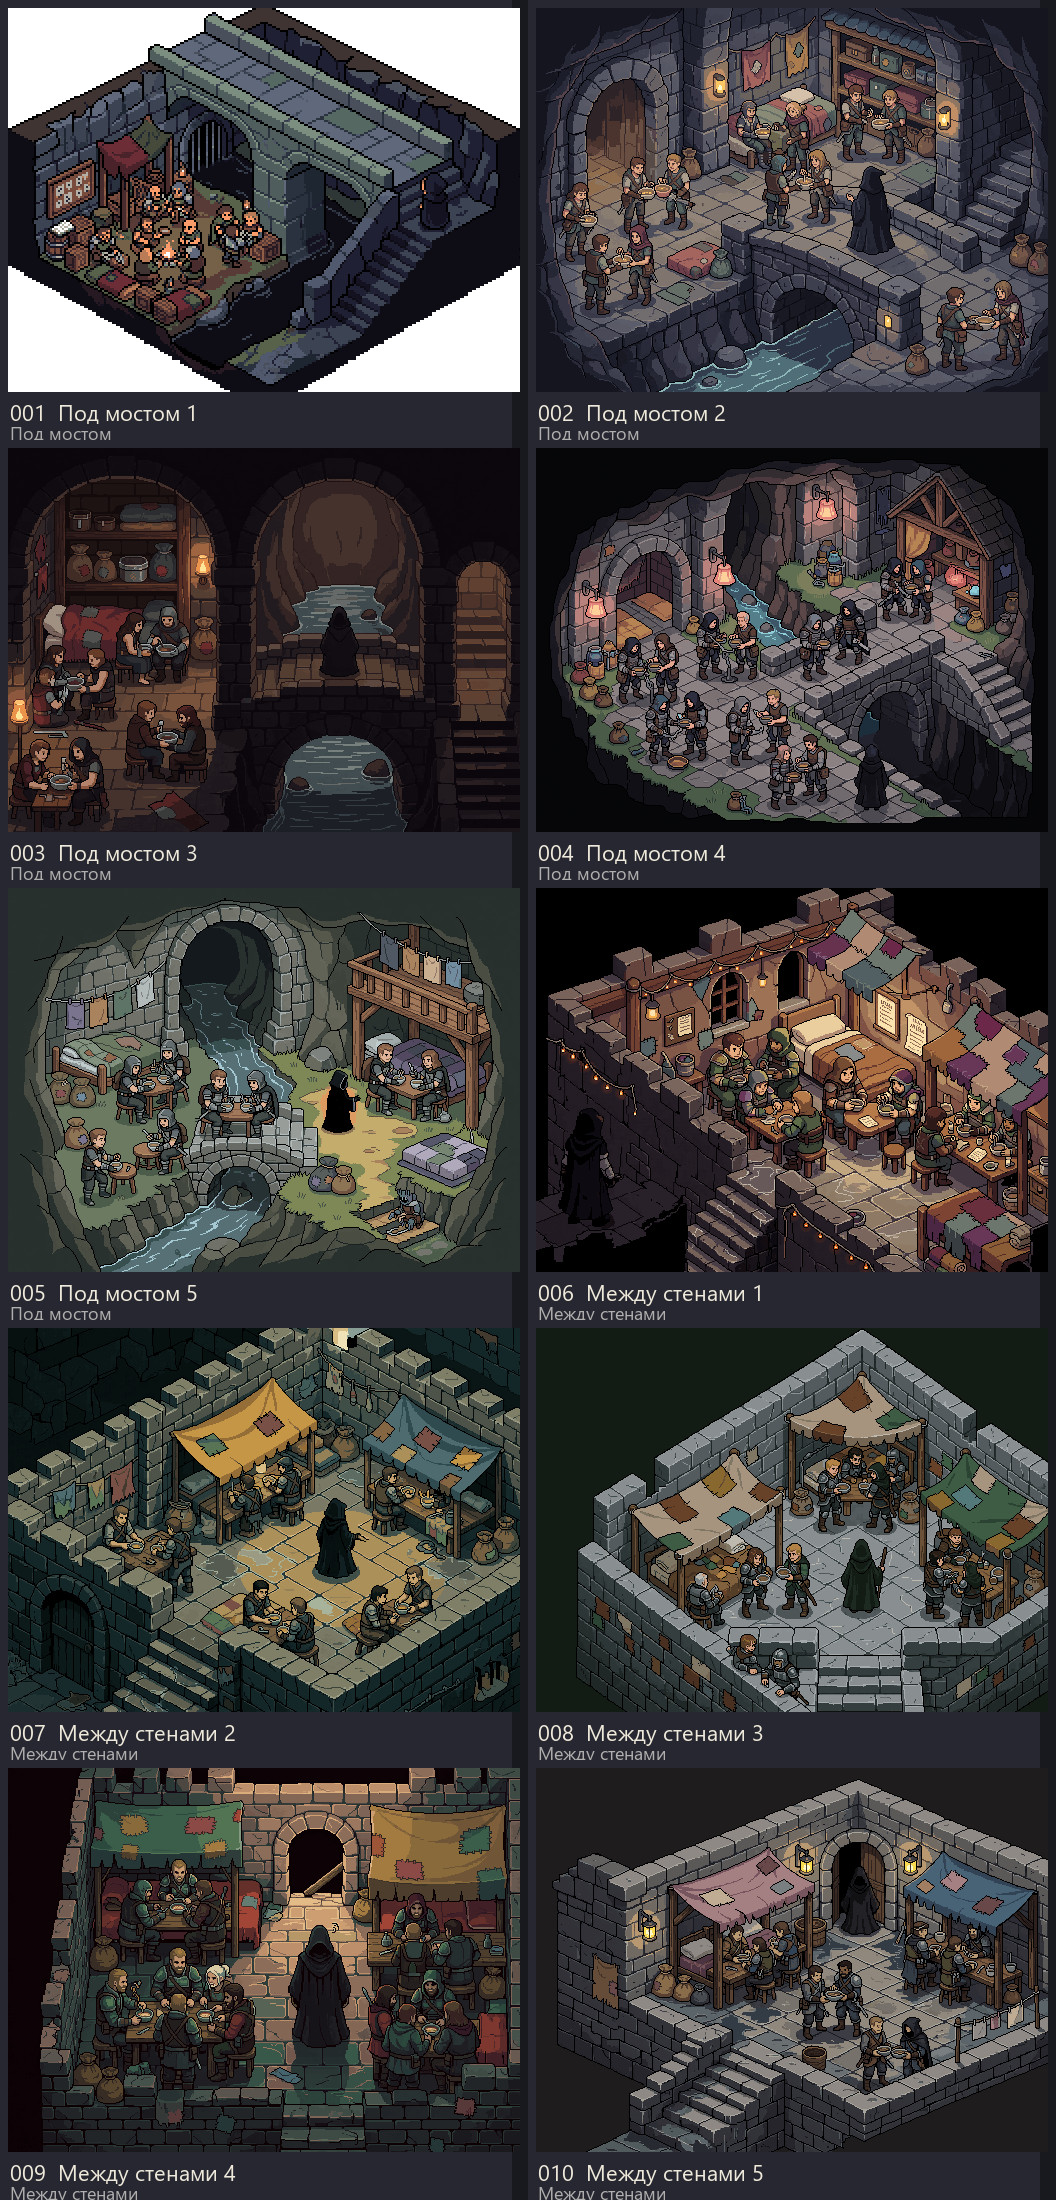 001 Под мостом 1
Под мостом
002 Под мостом 2
Под мостом
003 Под мостом 3
Под мостом
004 Под мостом 4
Под мостом
005 Под мостом 5
Под мостом
006 Между стенами 1
Между стенами
007 Между стенами 2
Между стенами
008 Между стенами 3
Между стенами
009 Между стенами 4
Между стенами
010 Между стенами 5
Между стенами